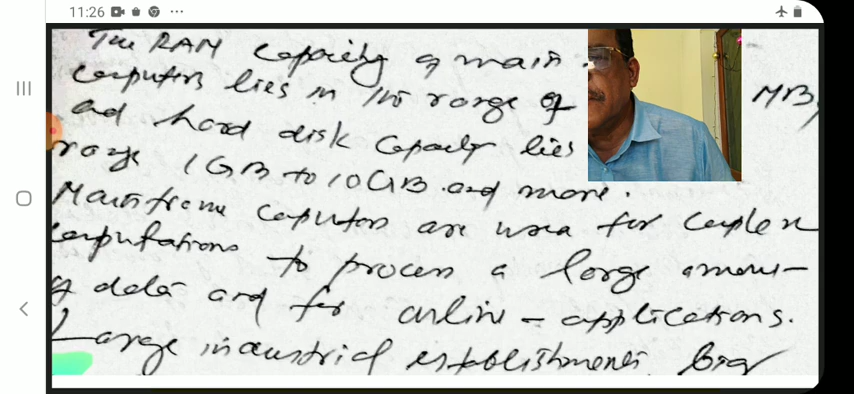 11:26
The RAM capacity of main
computers lies in the range of MB,
and hard disk capacity lies
range 1GB to 10GB and more.
Mainframe computers are used for complex
computations to process a large amount
of data and for online - applications.
Large industrial establishments, big